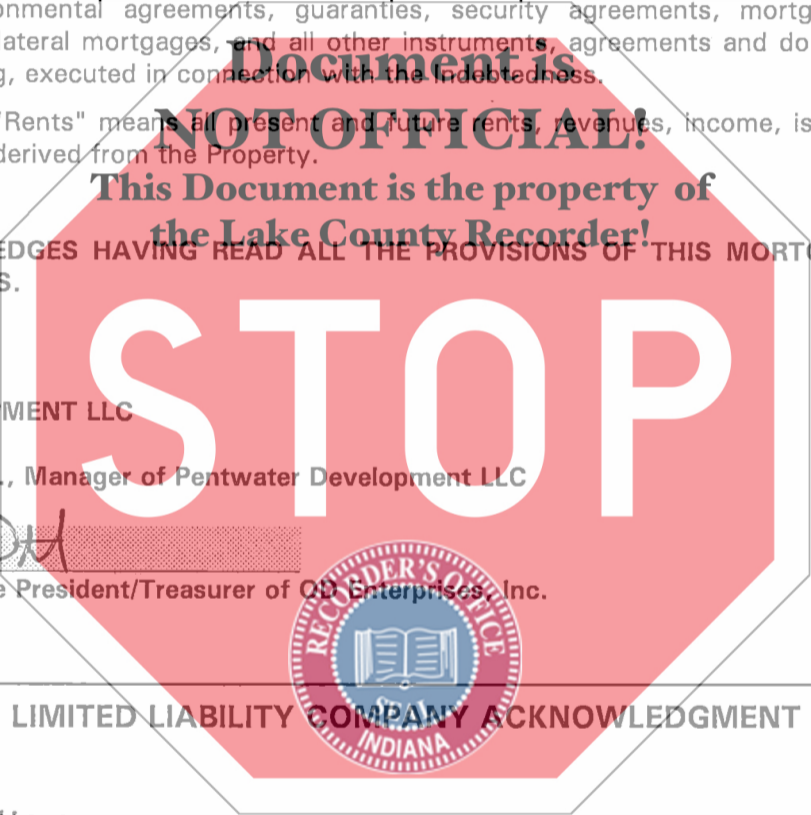 onmental agreements, guaranties, security agreements, mortg
lateral mortgages, and all other instruments, agreements and do
g, executed in connection with the Indebtedness.
Document is
"Rents" means all present and future rents, revenues, income, is
NOT OFFICIAL!
derived from the Property.
This Document is the property of
the Lake County Recorder!
EDGES HAVING READ ALL THE PROVISIONS OF THIS MORTG
S.
STOP
PMENT LLC
., Manager of Pentwater Development LLC
e President/Treasurer of OD Enterprises, Inc.
RECORDER'S OFFICE
SEAL
INDIANA
LIMITED LIABILITY COMPANY ACKNOWLEDGMENT